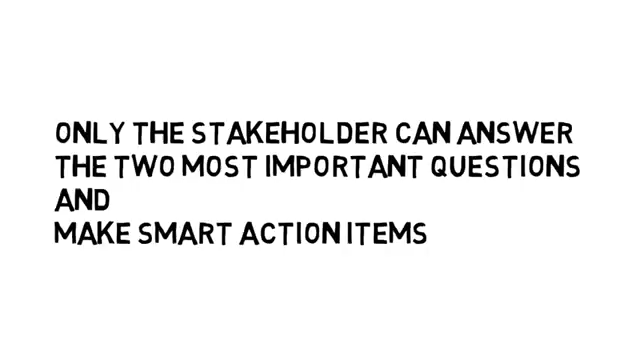 ONLY THE STAKEHOLDER CAN ANSWER
THE TWO MOST IMPORTANT QUESTIONS
AND
MAKE SMART ACTION ITEMS